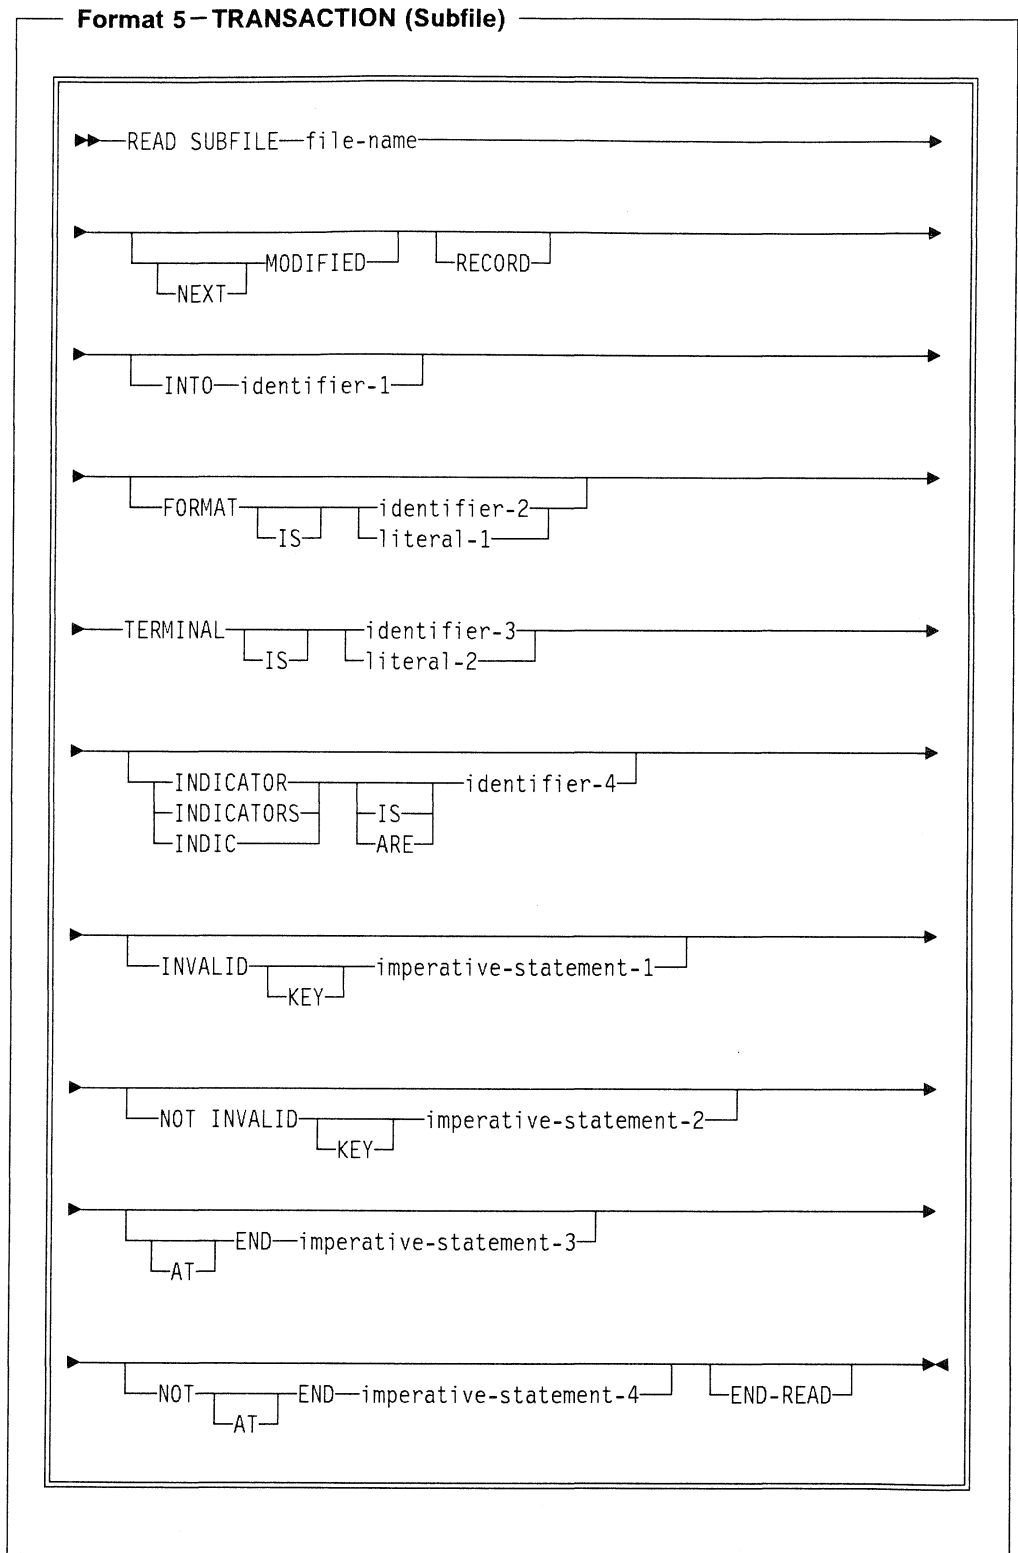 Format 5—TRANSACTION (Subfile)
READ SUBFILE file-name
MODIFIED RECORD
NEXT
INTO identifier-1
FORMAT identifier-2
IS literal-1
TERMINAL identifier-3
IS literal-2
INDICATOR identifier-4
INDICATORS IS
INDIC ARE
INVALID imperative-statement-1
KEY
NOT INVALID imperative-statement-2
KEY
END imperative-statement-3
AT
NOT END imperative-statement-4 END-READ
AT